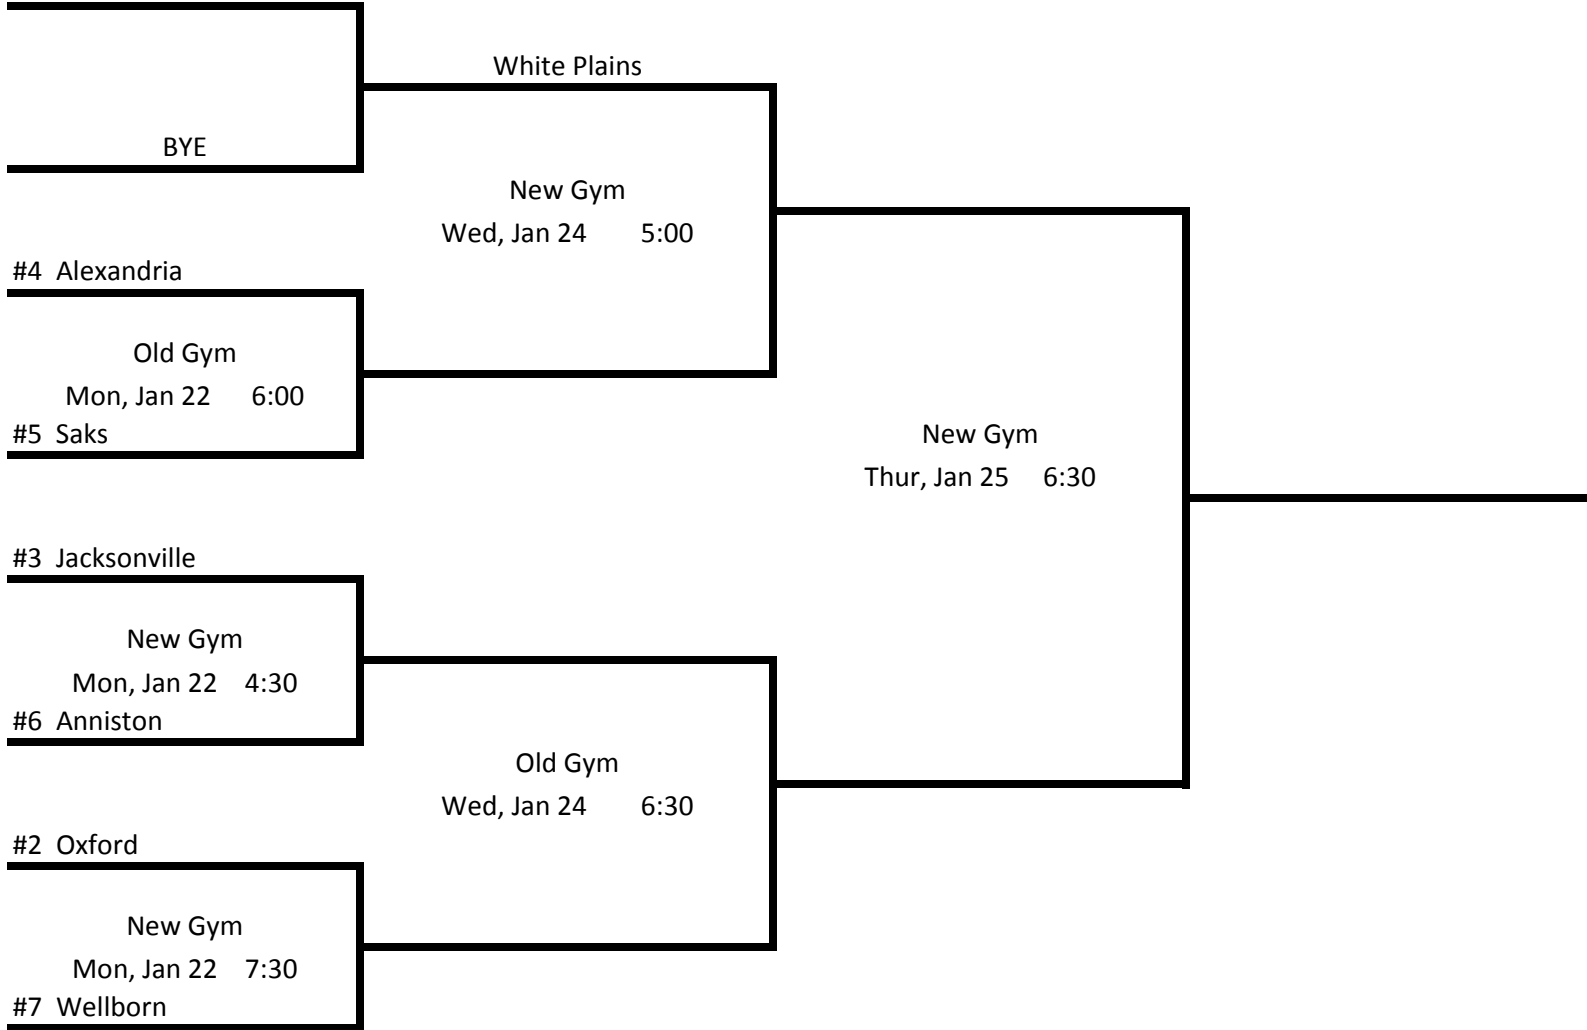 White Plains
BYE
New Gym
Wed, Jan 24 5:00
#4 Alexandria
Old Gym
Mon, Jan 22 6:00
#5 Saks
New Gym
Thur, Jan 25 6:30
#3 Jacksonville
New Gym
Mon, Jan 22 4:30
#6 Anniston
Old Gym
Wed, Jan 24 6:30
#2 Oxford
New Gym
Mon, Jan 22 7:30
#7 Wellborn